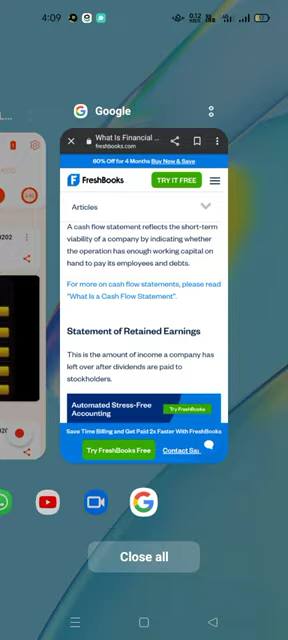 4:09
0.12
Google
What Is Financial ...
freshbooks.com
60% Off for 4 Months Buy Now & Save
F FreshBooks
TRY IT FREE
Articles
A cash flow statement reflects the short-term
viability of a company by indicating whether
the operation has enough working capital on
hand to pay its employees and debts.
For more on cash flow statements, please read
“What Is a Cash Flow Statement”.
Statement of Retained Earnings
This is the amount of income a company has
left over after dividends are paid to
stockholders.
Automated Stress-Free
Accounting
Try FreshBooks
Save Time Billing and Get Paid 2x Faster With FreshBooks
Try FreshBooks Free
Contact Sa
Close all